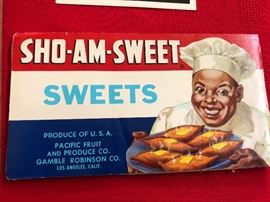 SHO-AM-SWEET
SWEETS
PRODUCE OF U.S.A.
PACIFIC FRUIT
AND PRODUCE CO.
GAMBLE ROBINSON CO.
LOS ANGELES, CALIF.